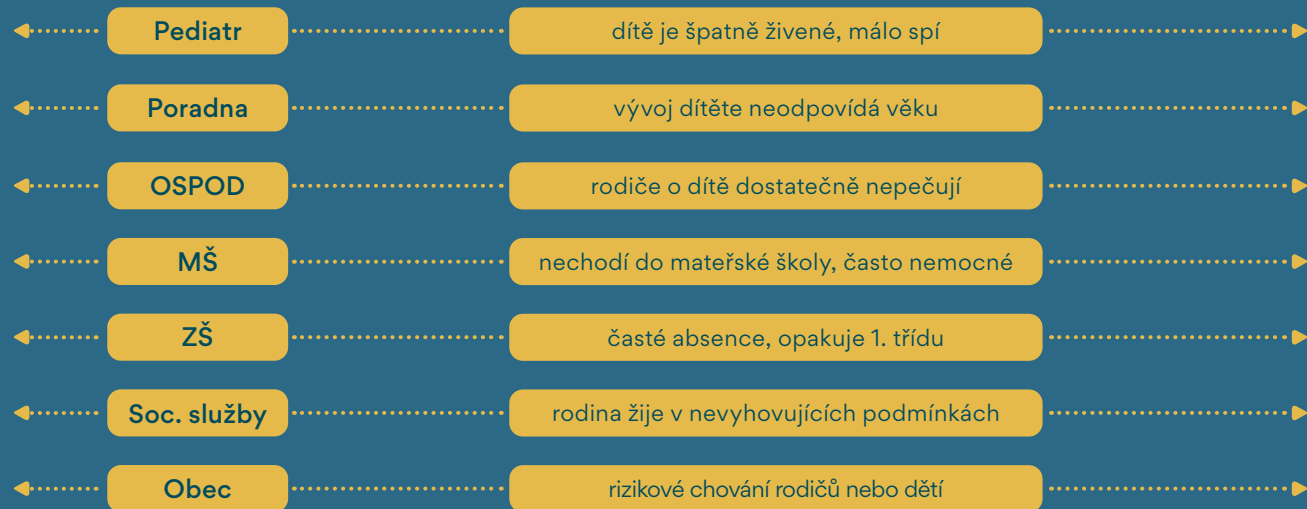 Pediatr
dítě je špatně živené, málo spí
Poradna
vývoj dítěte neodpovídá věku
OSPOD
rodiče o dítě dostatečně nepečují
MŠ
nechodí do mateřské školy, často nemocné
ZŠ
časté absence, opakuje 1. třídu
Soc. služby
rodina žije v nevyhovujících podmínkách
Obec
rizikové chování rodičů nebo dětí